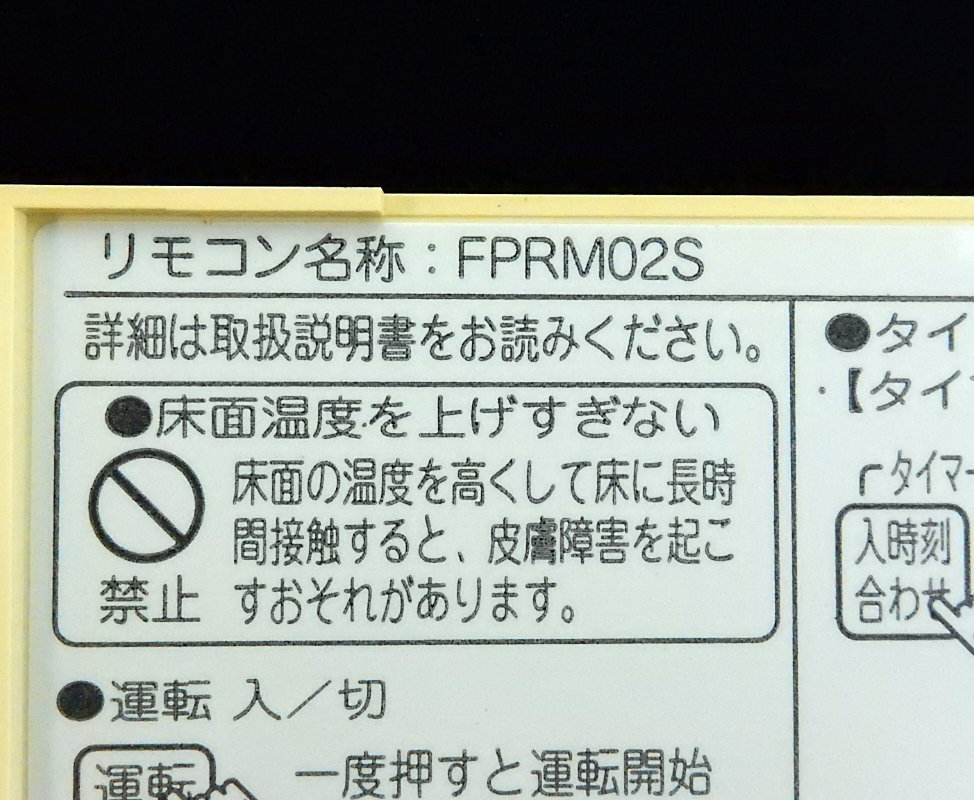 リモコン名称：FPRM02S
詳細は取扱説明書をお読みください。
●床面温度を上げすぎない
床面の温度を高くして床に長時
間接触すると、皮膚障害を起こ
すおそれがあります。
禁止
●運転 入／切
運転
一度押すと運転開始
●タイ
・【タイ
タイマー
入時刻
合わせ